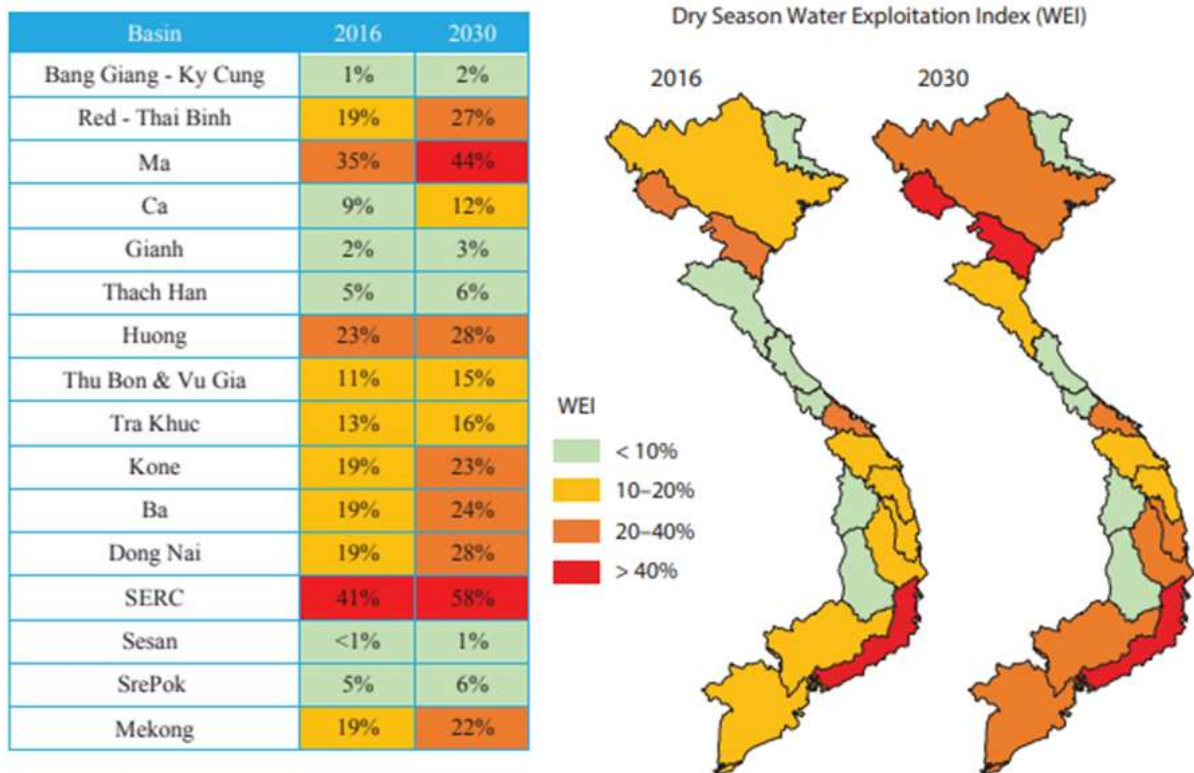 Basin 2016 2030
Bang Giang - Ky Cung 1% 2%
Red - Thai Binh 19% 27%
Ma 35% 44%
Ca 9% 12%
Gianh 2% 3%
Thach Han 5% 6%
Huong 23% 28%
Thu Bon & Vu Gia 11% 15%
Tra Khuc 13% 16%
Kone 19% 23%
Ba 19% 24%
Dong Nai 19% 28%
SERC 41% 58%
Sesan <1% 1%
SrePok 5% 6%
Mekong 19% 22%
Dry Season Water Exploitation Index (WEI)
2016 2030
WEI
< 10%
10–20%
20–40%
> 40%